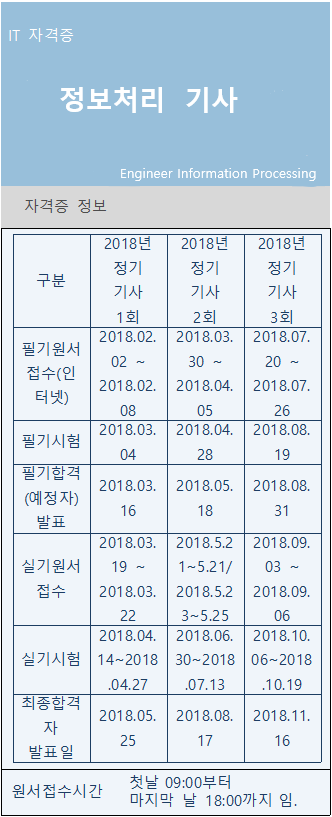 IT 자격증
정보처리 기사
Engineer Information Processing
자격증 정보
구분
2018년
정기
기사
1회
2018년
정기
기사
2회
2018년
정기
기사
3회
필기원서
접수(인
터넷)
2018.02.
02 ~
2018.02.
08
2018.03.
30 ~
2018.04.
05
2018.07.
20 ~
2018.07.
26
필기시험
2018.03.
04
2018.04.
28
2018.08.
19
필기합격
(예정자)
발표
2018.03.
16
2018.05.
18
2018.08.
31
실기원서
접수
2018.03.
19 ~
2018.03.
22
2018.5.2
1~5.21/
2018.5.2
3~5.25
2018.09.
03 ~
2018.09.
06
실기시험
2018.04.
14~2018
.04.27
2018.06.
30~2018
.07.13
2018.10.
06~2018
.10.19
최종합격
자
발표일
2018.05.
25
2018.08.
17
2018.11.
16
원서접수시간
첫날 09:00부터
마지막 날 18:00까지 임.